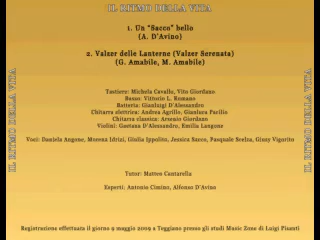 IL RITMO DELLA VITA
1. Un "Sacco" bello
(A. D'Avino)
2. Valzer delle Lanterne (Valzer Serenata)
(G. Amabile, M. Amabile)
Tastiere: Michela Cavallo, Vito Giordano
Basso: Vittorio L. Romano
Batteria: Gianluigi D'Alessandro
Chitarra elettrica: Andrea Agrillo, Gianluca Pacilio
Chitarra classica: Arsenio Giordano
Violini: Gaetana D'Alessandro, Emilia Langone
Voci: Daniela Angone, Morena Idrizi, Giulia Ippolito, Jessica Sacco, Pasquale Scelza, Giusy Vigorito
Tutor: Matteo Cantarella
Esperti: Antonio Cimino, Alfonso D'Avino
Registrazione effettuata il giorno 9 maggio 2009 a Teggiano presso gli studi Music Zone di Luigi Pisanti
IL RITMO DELLA VITA
IL RITMO DELLA VITA